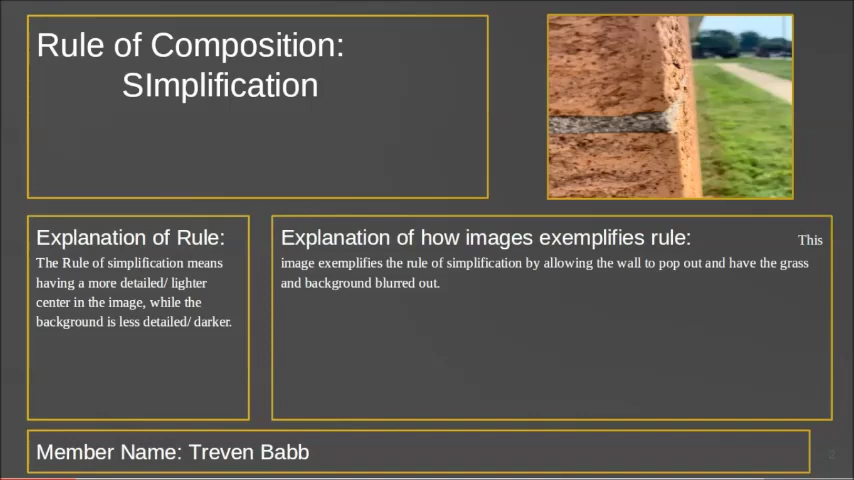 Rule of Composition:
SImplification
Explanation of Rule:
The Rule of simplification means
having a more detailed/ lighter
center in the image, while the
background is less detailed/ darker.
Explanation of how images exemplifies rule: This
image exemplifies the rule of simplification by allowing the wall to pop out and have the grass
and background blurred out.
Member Name: Treven Babb
2